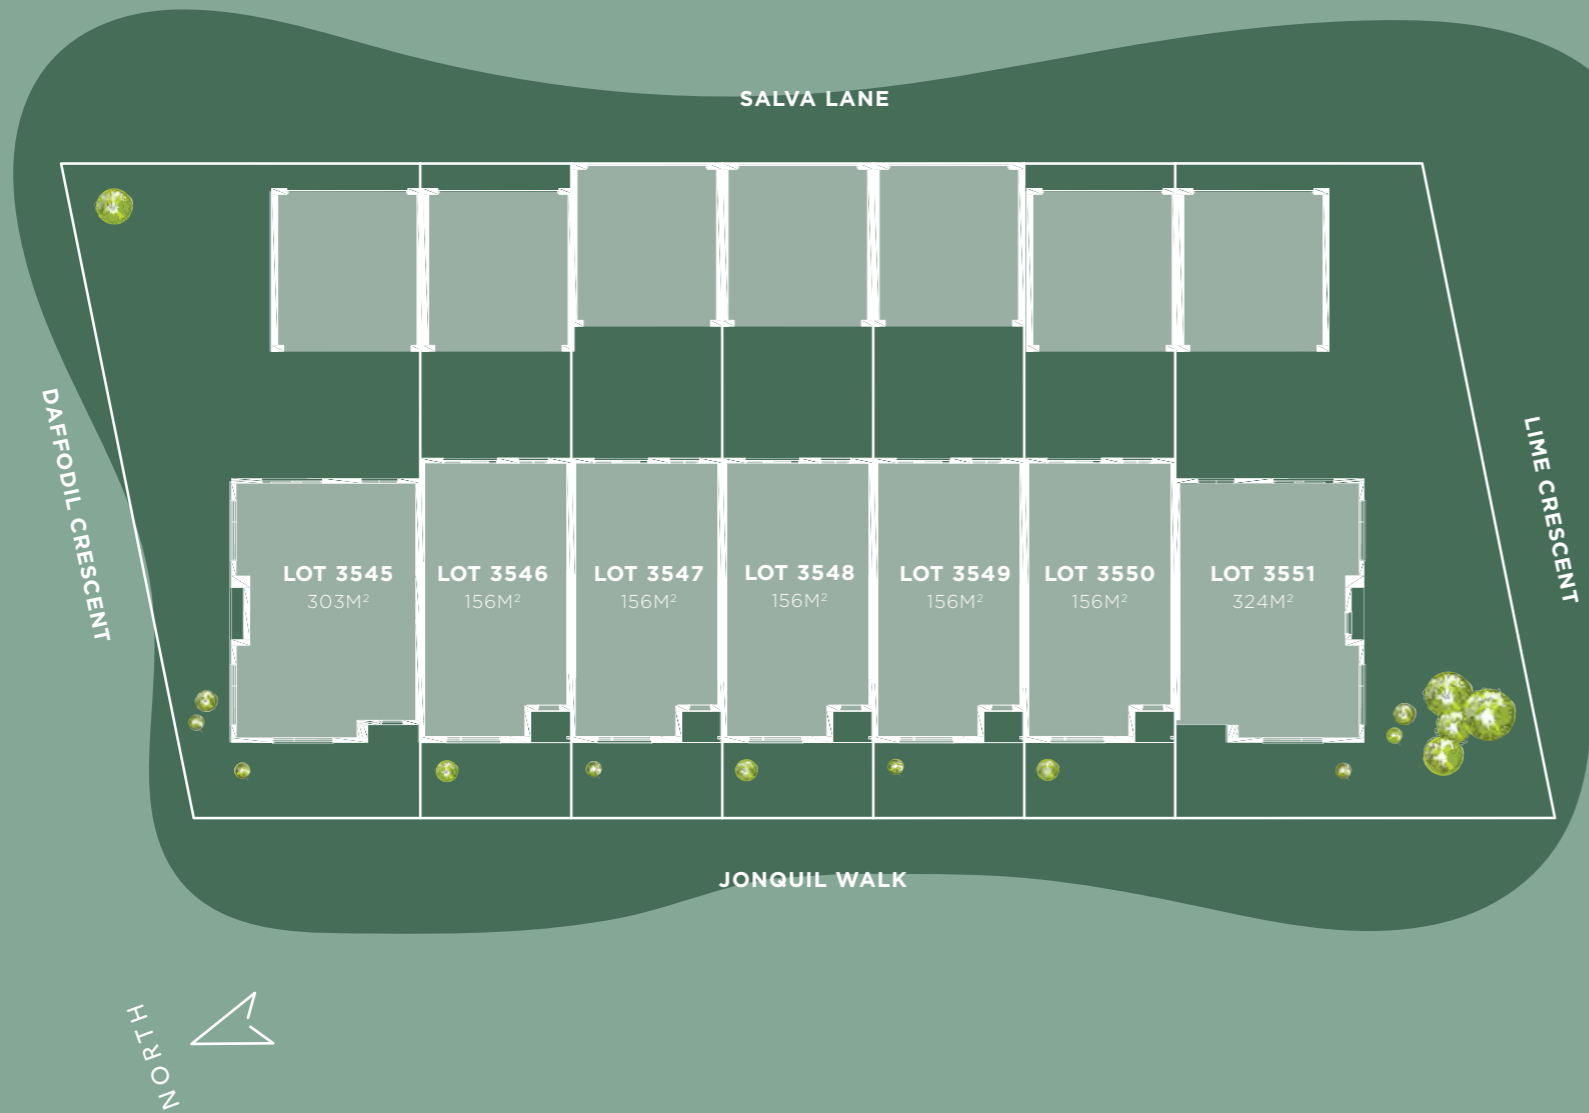 SALVA LANE
DAFFODIL CRESCENT
LIME CRESCENT
LOT 3545
303M²
LOT 3546
156M²
LOT 3547
156M²
LOT 3548
156M²
LOT 3549
156M²
LOT 3550
156M²
LOT 3551
324M²
JONQUIL WALK
NORTH